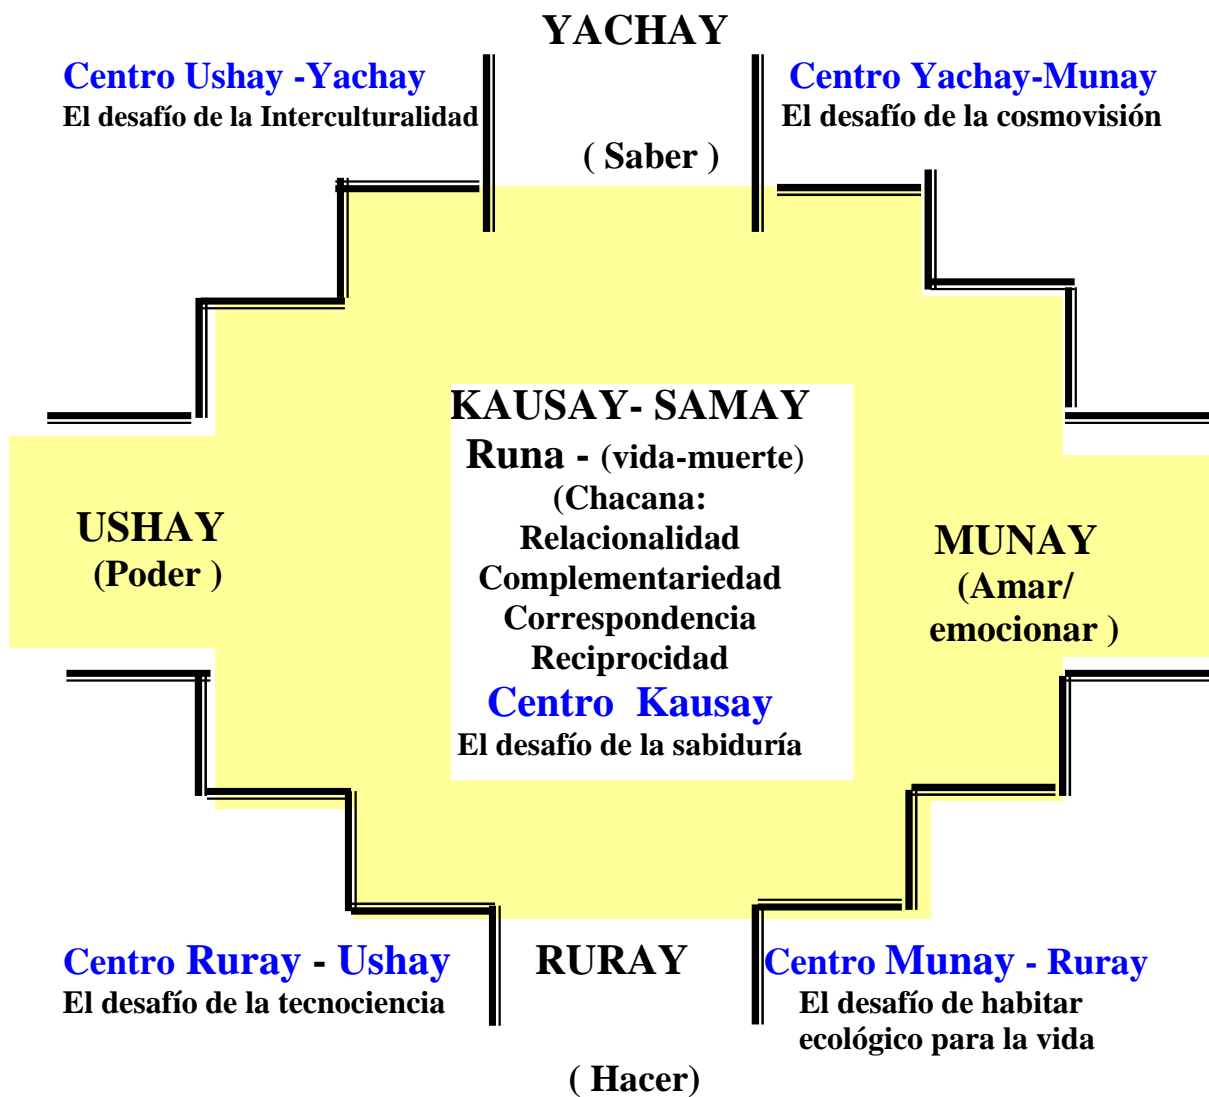 YACHAY
Centro Ushay -Yachay
El desafío de la Interculturalidad
Centro Yachay-Munay
El desafío de la cosmovisión
( Saber )
KAUSAY- SAMAY
Runa - (vida-muerte)
(Chacana:
Relacionalidad
Complementariedad
Correspondencia
Reciprocidad
Centro Kausay
El desafío de la sabiduría
USHAY
(Poder )
MUNAY
(Amar/
emocionar )
Centro Ruray - Ushay
El desafío de la tecnociencia
RURAY
( Hacer)
Centro Munay - Ruray
El desafío de habitar
ecológico para la vida